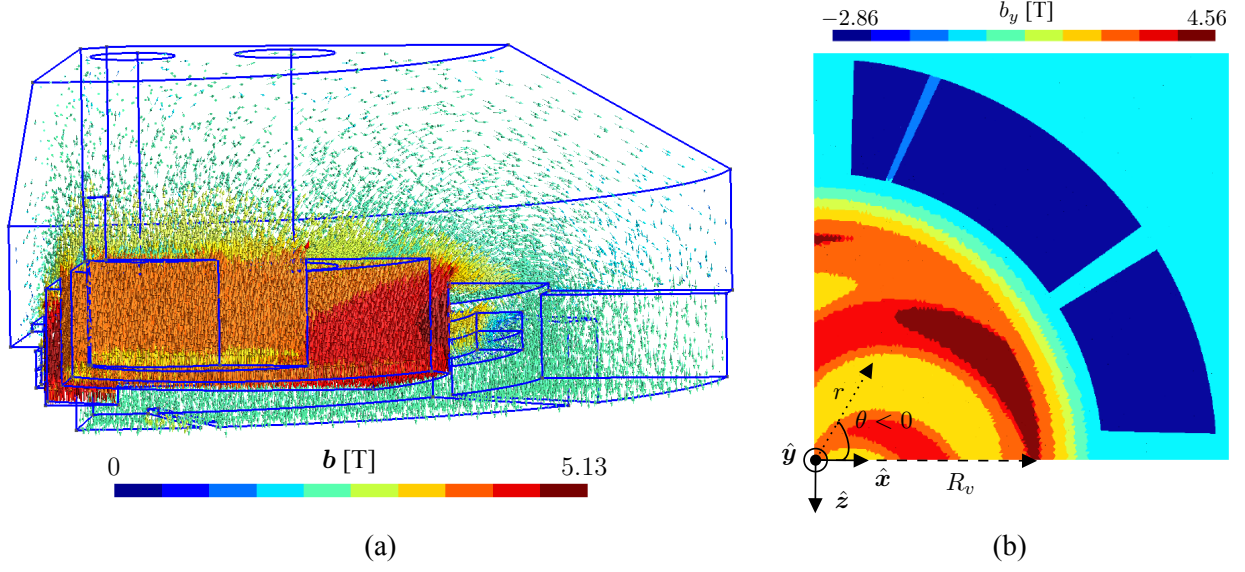 0 𝒃 [T] 5.13
(a)
b_y [T]
−2.86 4.56
r
θ < 0
ŷ
x̂
R_v
ẑ
(b)